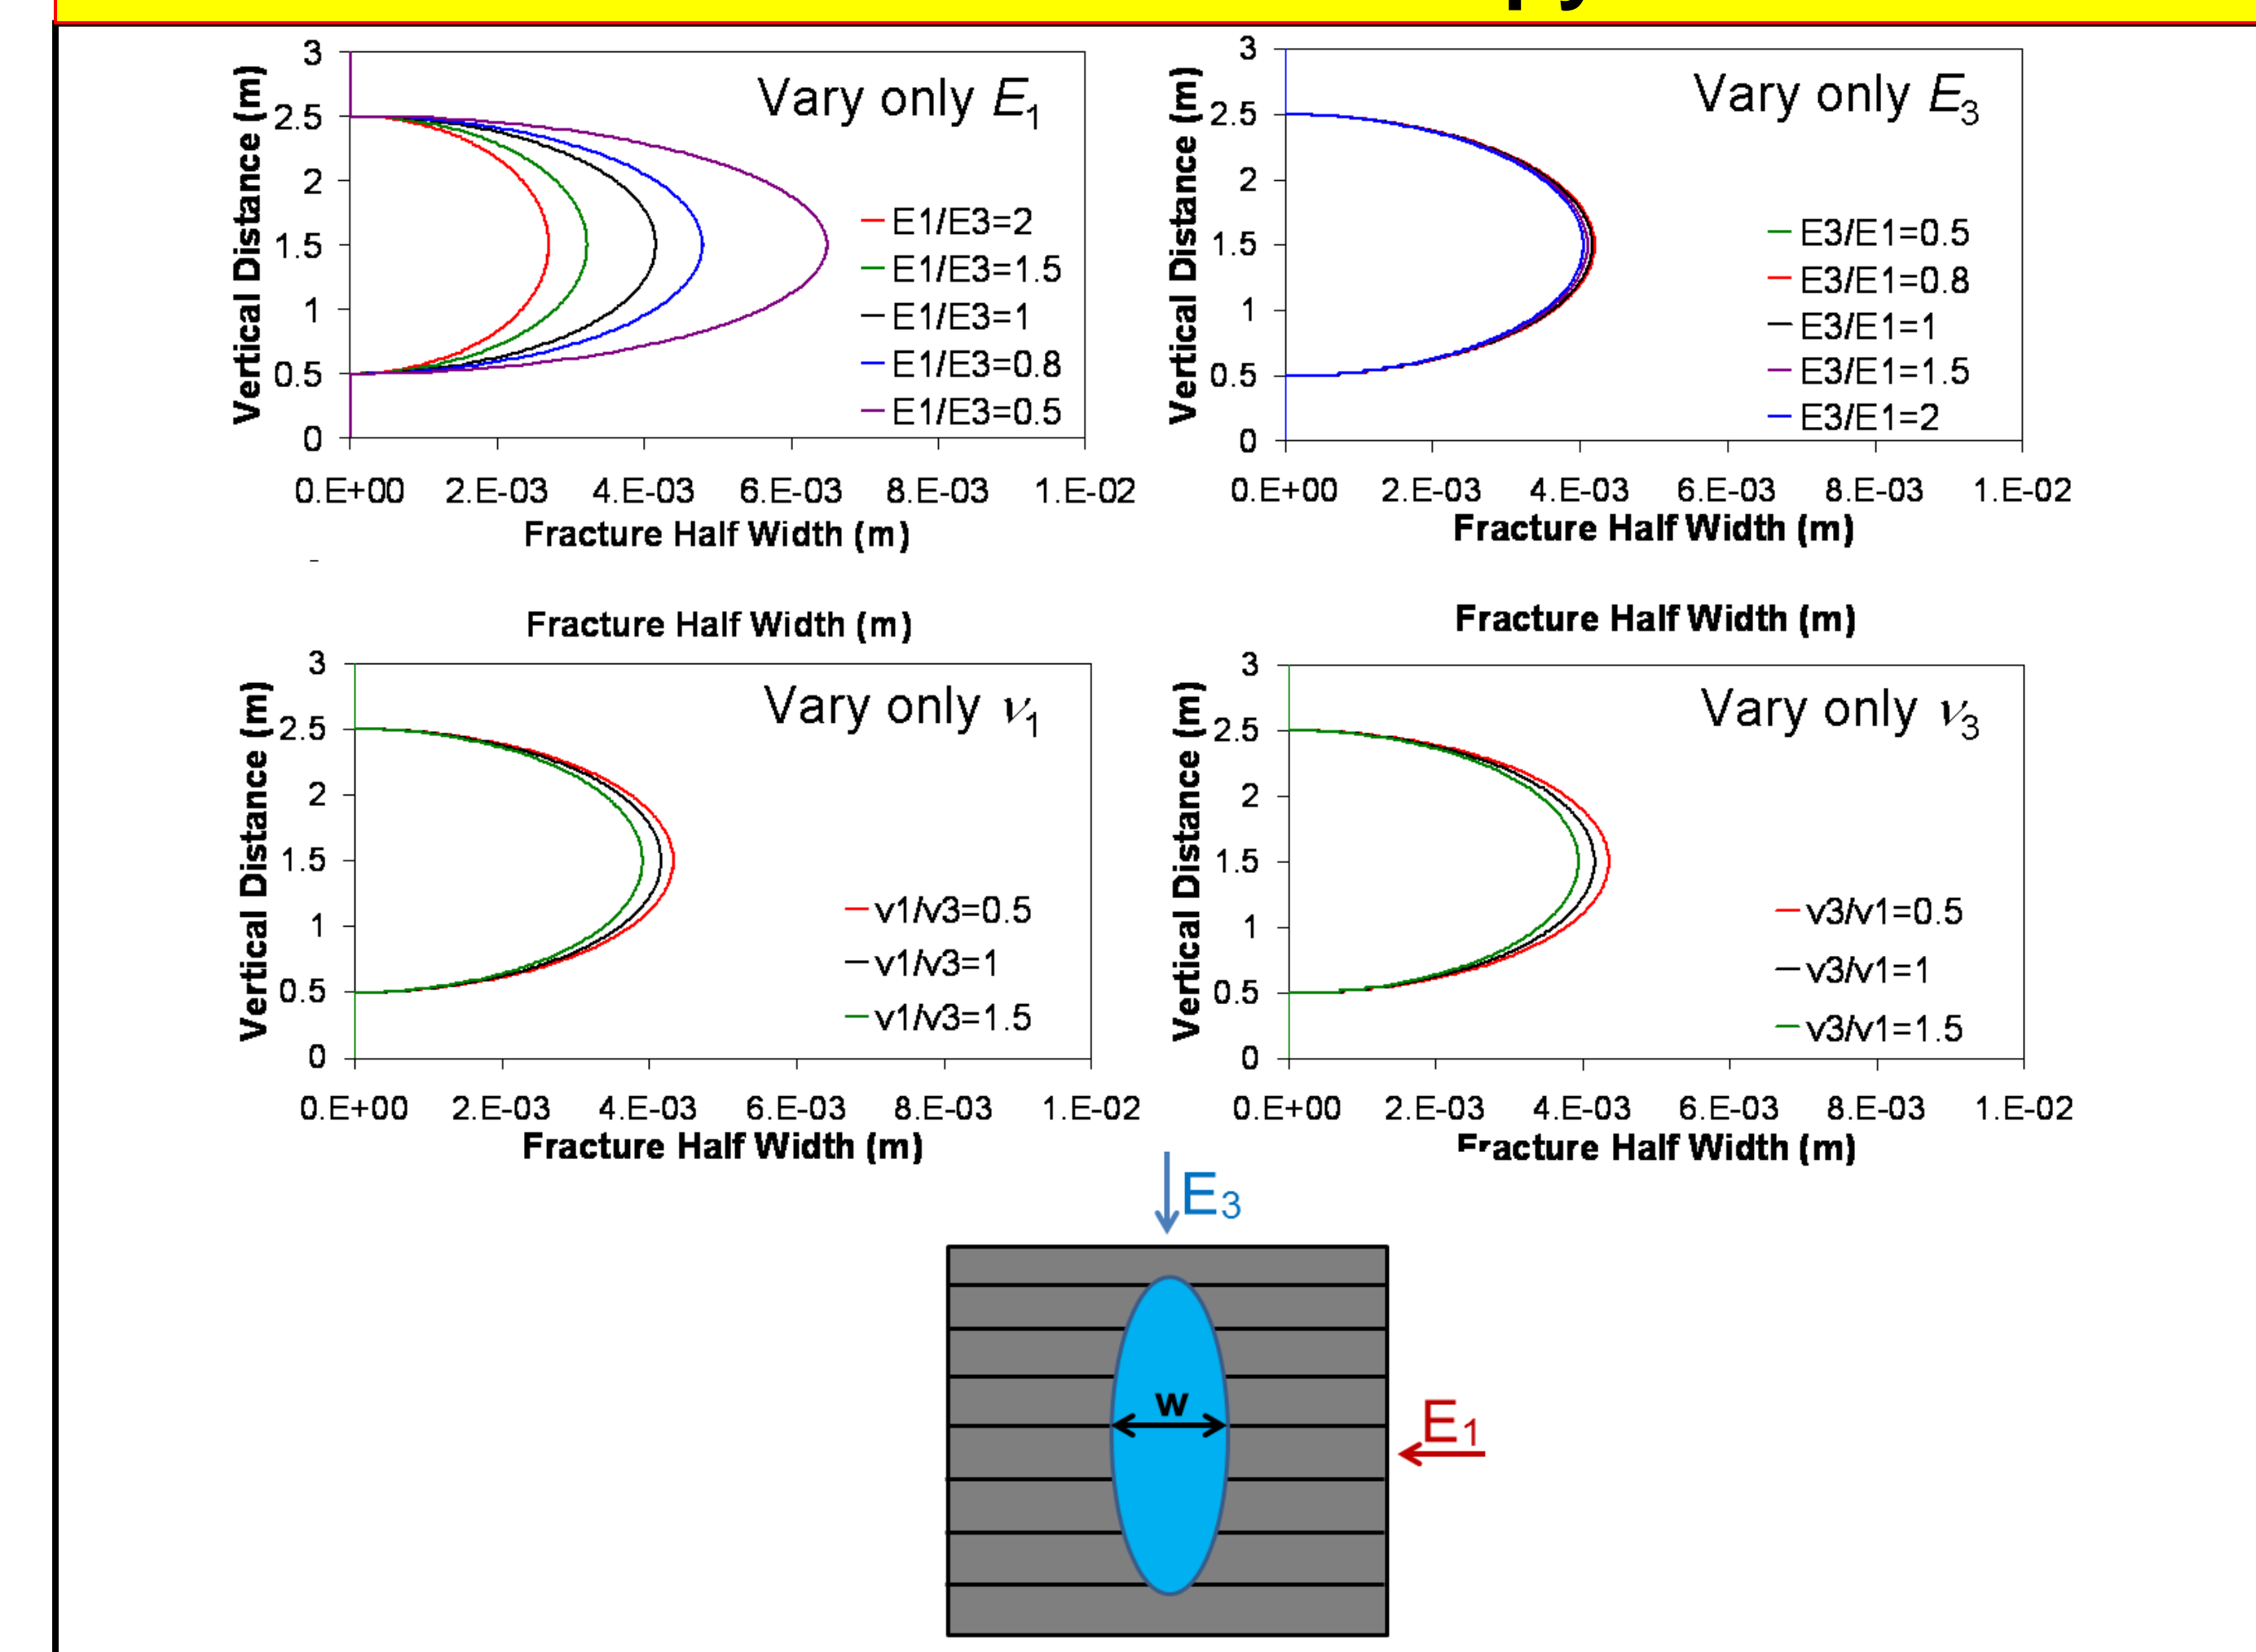 Vary only E1
Vertical Distance (m)
3
2.5
2
1.5
1
0.5
0
E1/E3=2
E1/E3=1.5
E1/E3=1
E1/E3=0.8
E1/E3=0.5
0.E+00 2.E-03 4.E-03 6.E-03 8.E-03 1.E-02
Fracture Half Width (m)
Vary only E3
Vertical Distance (m)
3
2.5
2
1.5
1
0.5
0
E3/E1=0.5
E3/E1=0.8
E3/E1=1
E3/E1=1.5
E3/E1=2
0.E+00 2.E-03 4.E-03 6.E-03 8.E-03 1.E-02
Fracture Half Width (m)
Fracture Half Width (m)
Vary only ν1
Vertical Distance (m)
3
2.5
2
1.5
1
0.5
0
v1/v3=0.5
v1/v3=1
v1/v3=1.5
0.E+00 2.E-03 4.E-03 6.E-03 8.E-03 1.E-02
Fracture Half Width (m)
Fracture Half Width (m)
Vary only ν3
Vertical Distance (m)
3
2.5
2
1.5
1
0.5
0
v3/v1=0.5
v3/v1=1
v3/v1=1.5
0.E+00 2.E-03 4.E-03 6.E-03 8.E-03 1.E-02
Fracture Half Width (m)
E3
w
E1